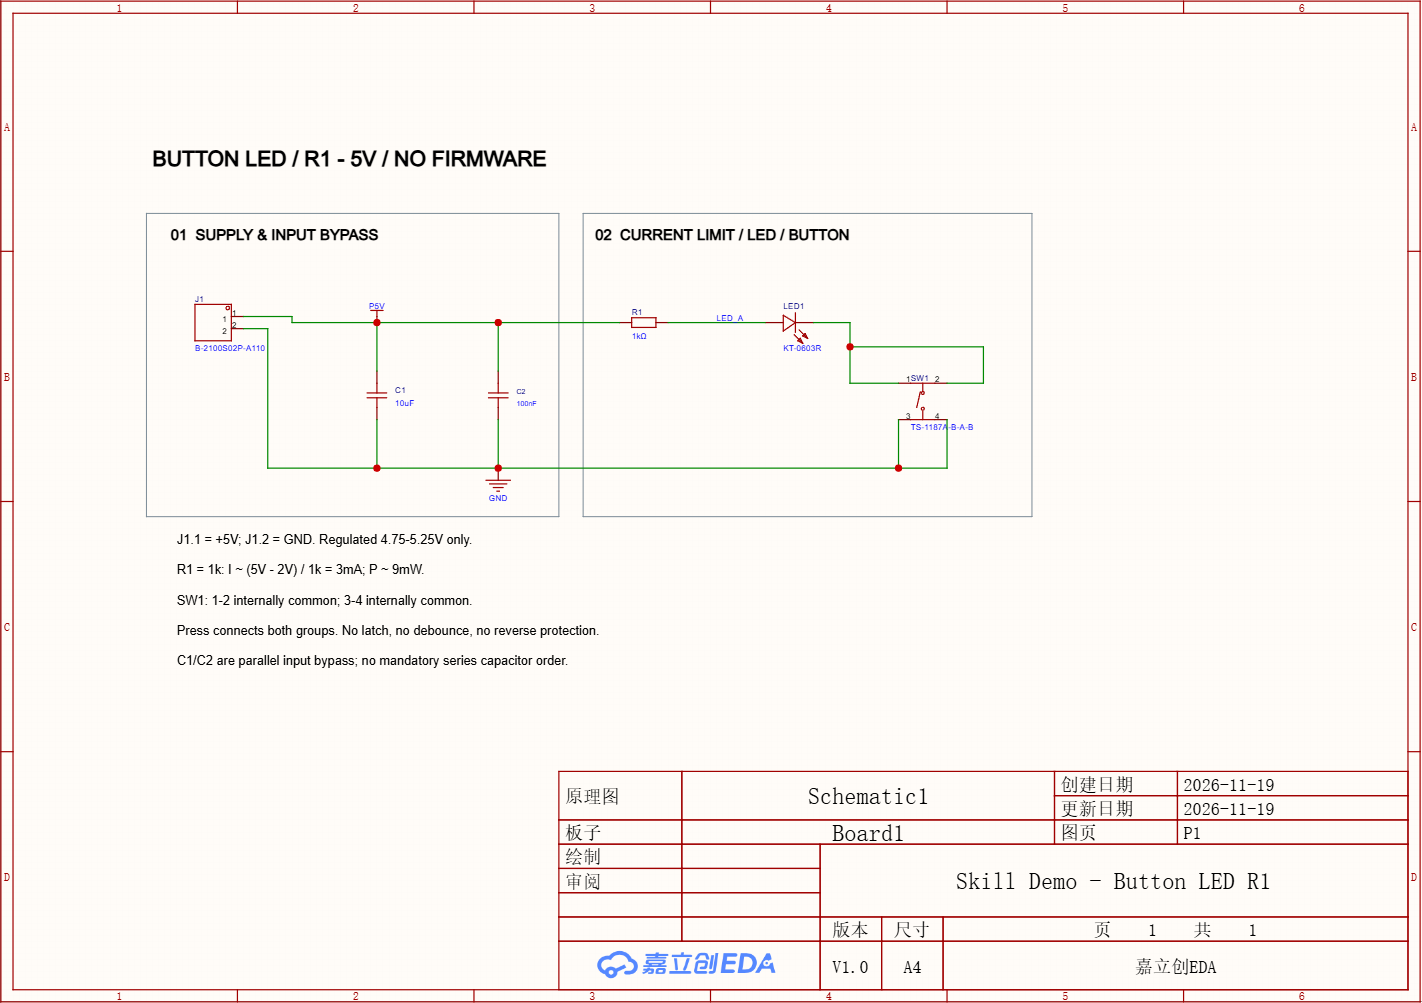 1 2 3 4 5 6
A A
BUTTON LED / R1 - 5V / NO FIRMWARE
01 SUPPLY & INPUT BYPASS
02 CURRENT LIMIT / LED / BUTTON
J1
1
1
2
2
B-2100S02P-A110
P5V
C1
10uF
C2
100nF
GND
R1
1kΩ
LED_A
LED1
KT-0603R
1 SW1 2
3 4
TS-1187A-B-A-B
B B
J1.1 = +5V; J1.2 = GND. Regulated 4.75-5.25V only.
R1 = 1k: I ~ (5V - 2V) / 1k = 3mA; P ~ 9mW.
SW1: 1-2 internally common; 3-4 internally common.
Press connects both groups. No latch, no debounce, no reverse protection.
C1/C2 are parallel input bypass; no mandatory series capacitor order.
C C
原理图 Schematic1 创建日期 2026-11-19
更新日期 2026-11-19
板子 Board1 图页 P1
绘制
审阅
Skill Demo - Button LED R1
D D
版本 尺寸 页 1 共 1
嘉立创EDA V1.0 A4 嘉立创EDA
1 2 3 4 5 6